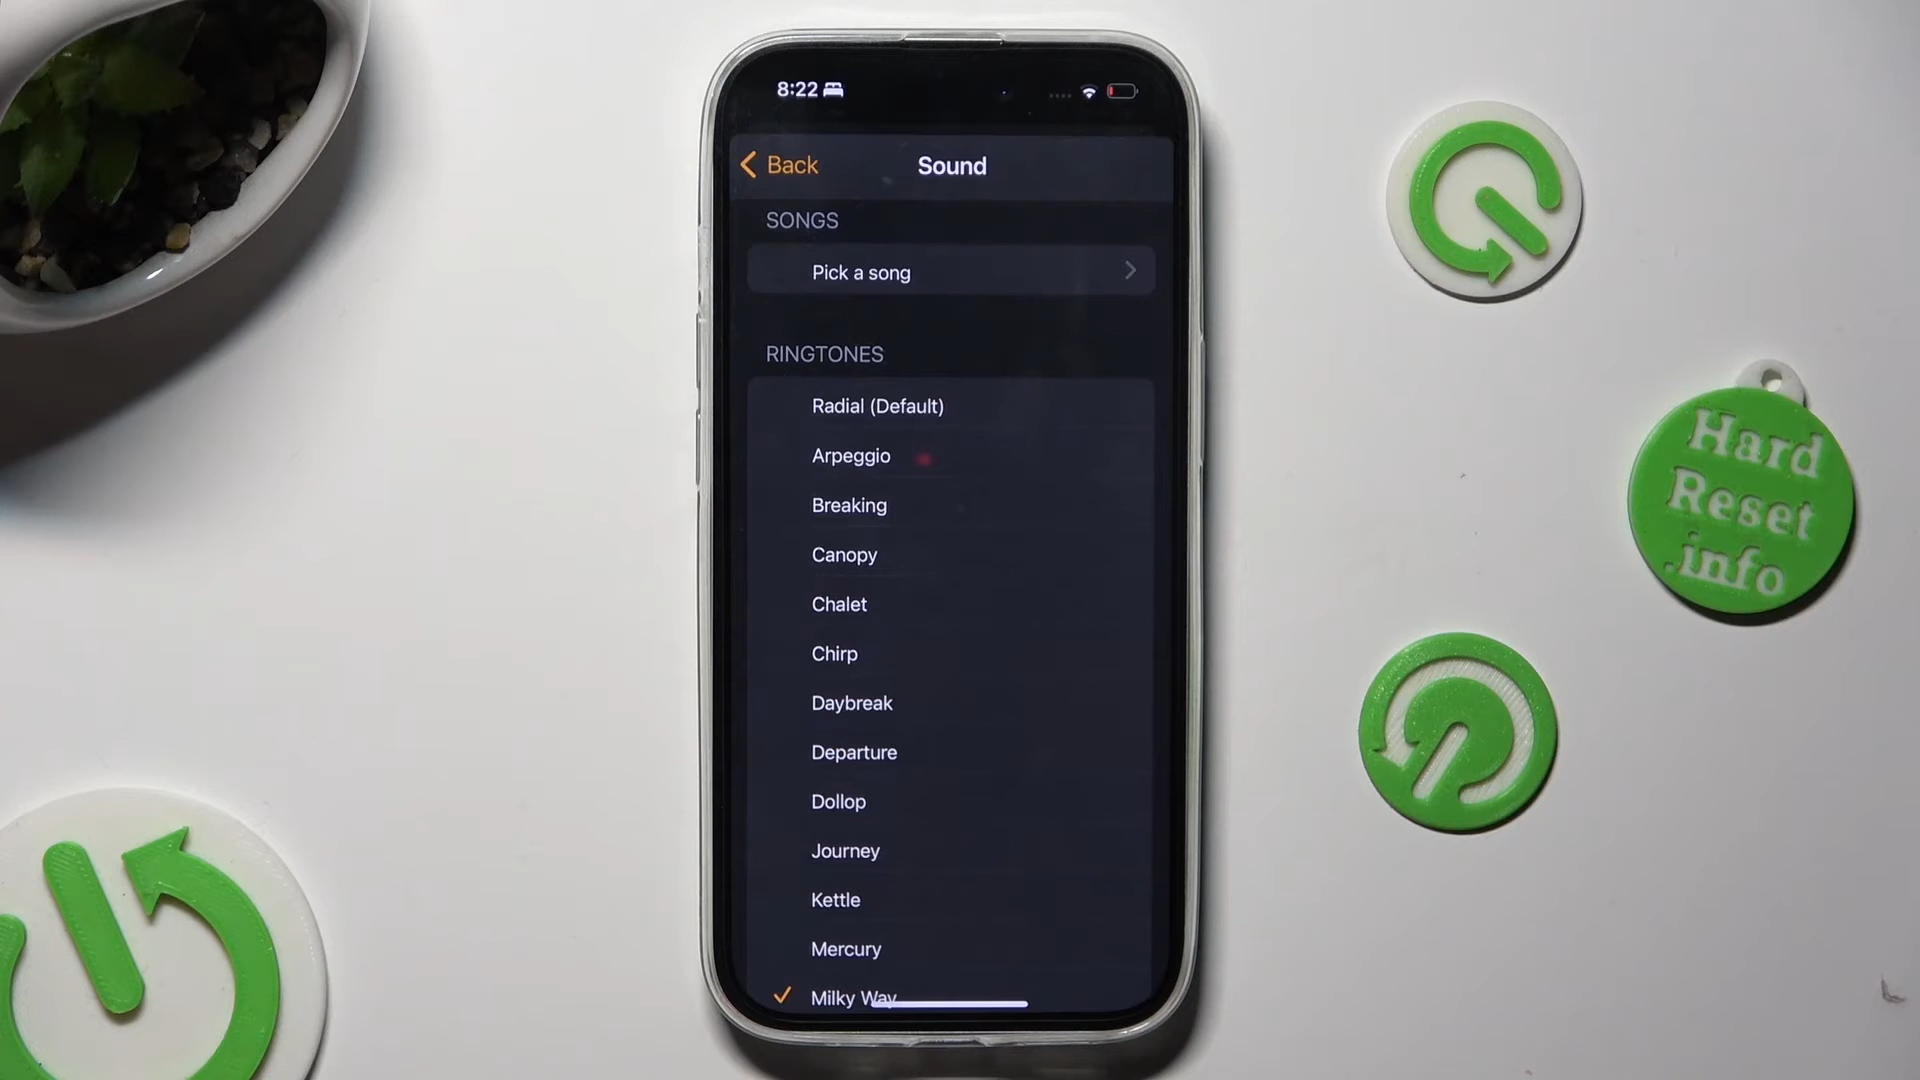 8:22
Back
Sound
SONGS
Pick a song
RINGTONES
Radial (Default)
Arpeggio
Breaking
Canopy
Chalet
Chirp
Daybreak
Departure
Dollop
Journey
Kettle
Mercury
Milky Way
Hard
Reset
.info